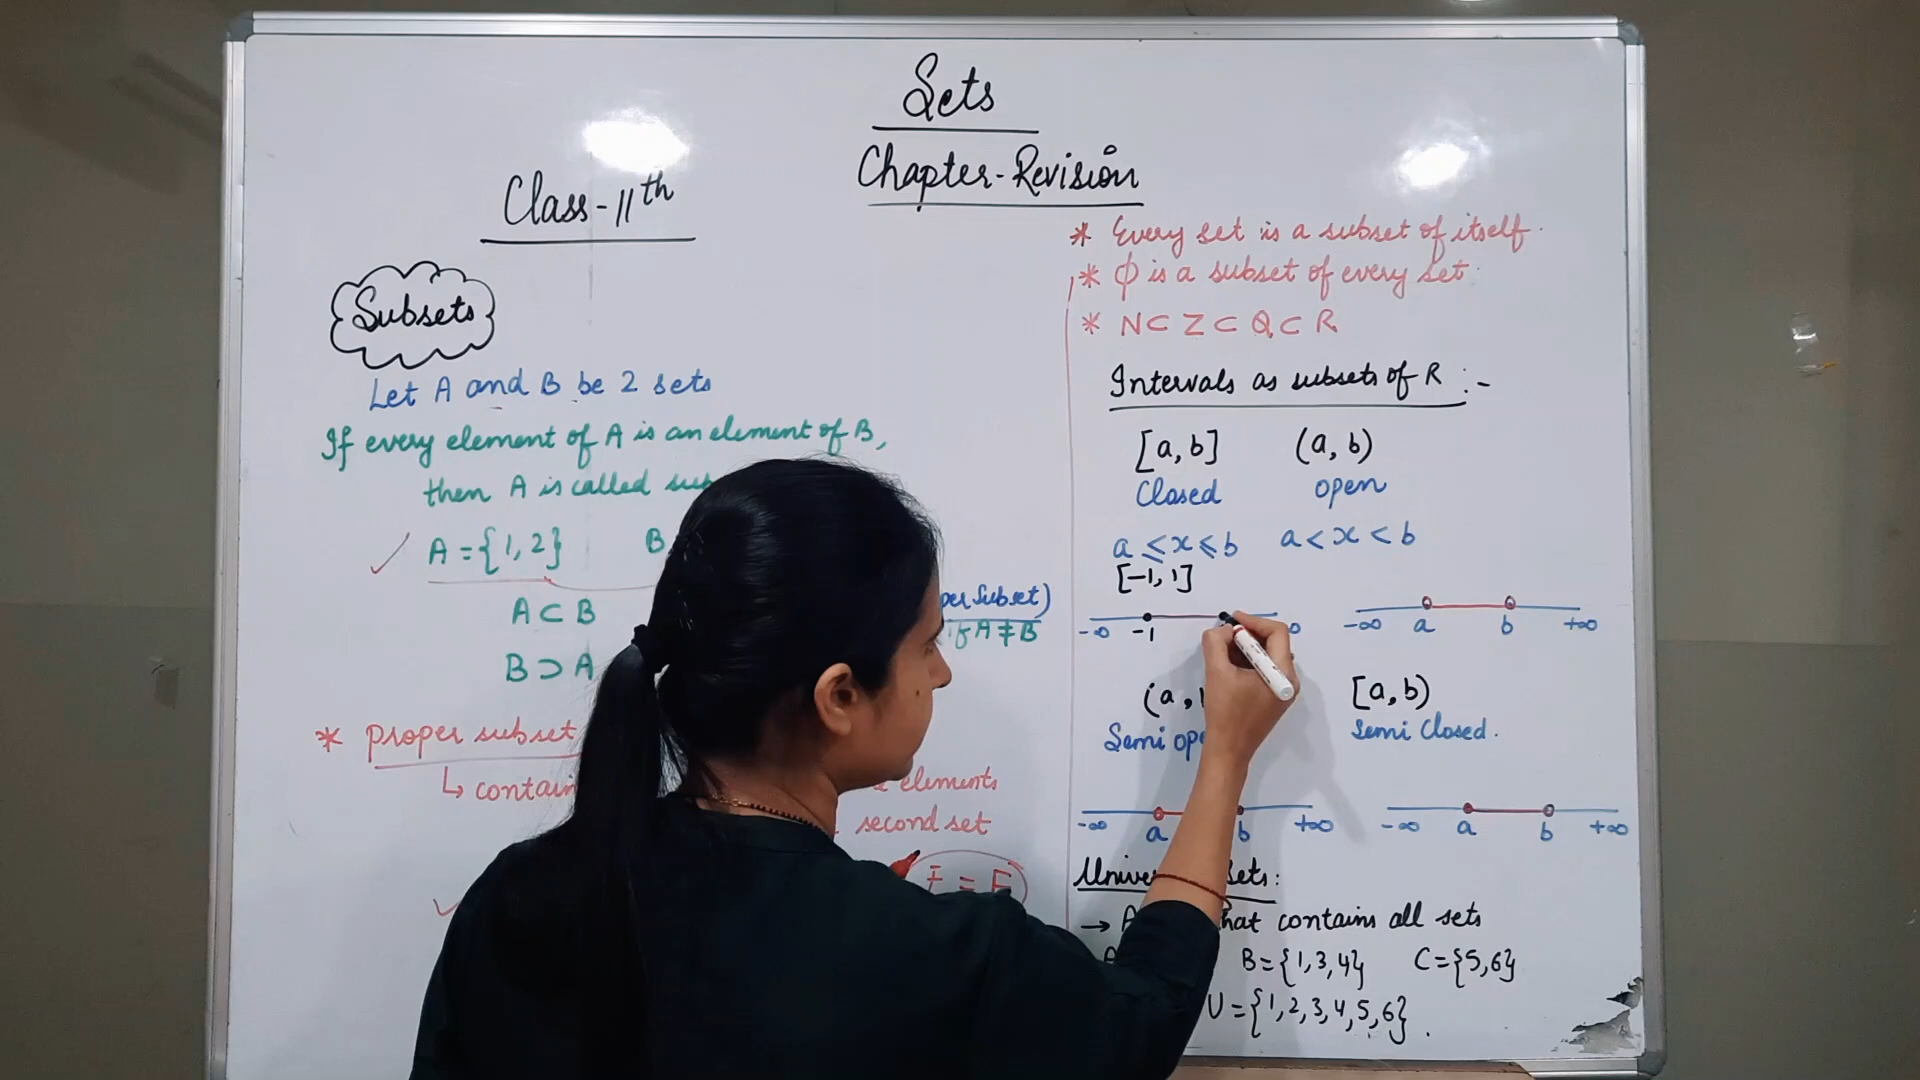 Sets
Chapter-Revision
Class-11th
Subsets
Let A and B be 2 sets
If every element of A is an element of B,
then A is called
A = {1, 2} B
A ⊂ B
B ⊃ A
per Subset)
if A ≠ B
* proper subset
↳ contain elements
second set
E = F
* Every set is a subset of itself.
* ϕ is a subset of every set.
* N ⊂ Z ⊂ Q ⊂ R
Intervals as subsets of R :-
[a, b] (a, b)
Closed open
a ≤ x ≤ b a < x < b
[-1, 1]
-∞ -1
-∞ a b +∞
(a, [a, b)
Semi Semi Closed.
-∞ a b +∞ -∞ a b +∞
Sets:
→ A that contains all sets
B = {1, 3, 4} C = {5, 6}
U = {1, 2, 3, 4, 5, 6}.